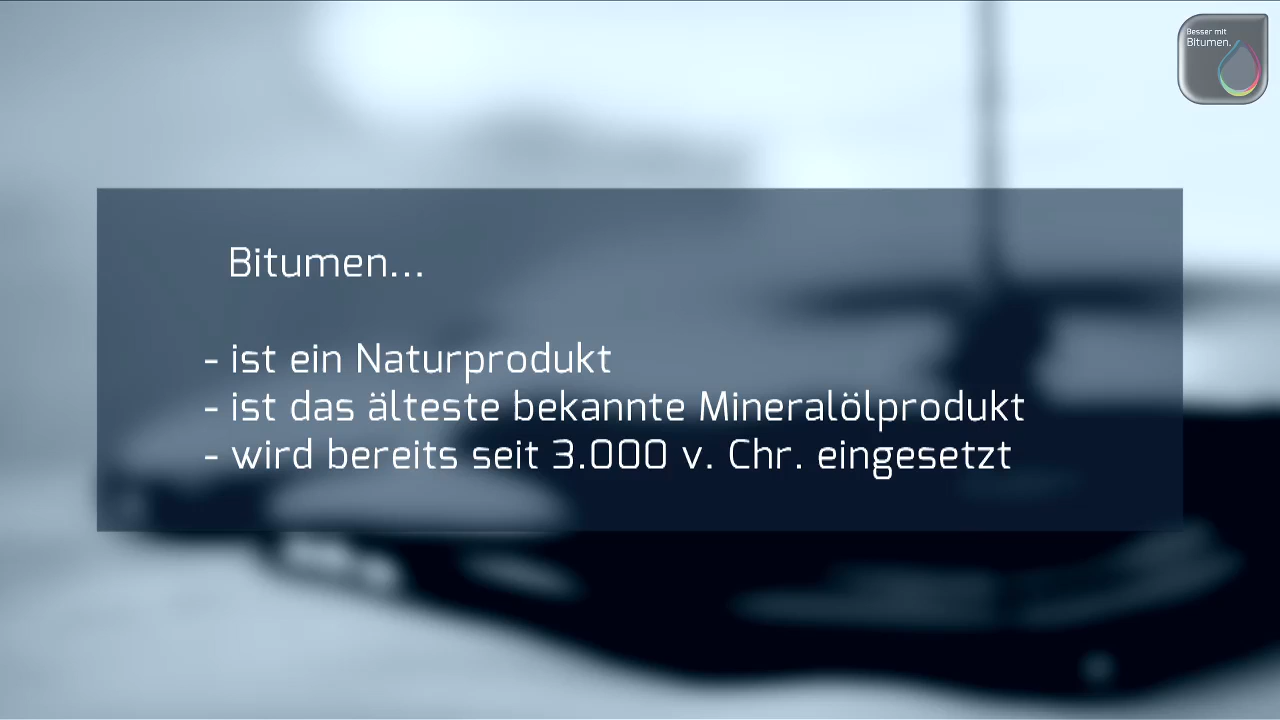 Besser mit
Bitumen.
Bitumen...
- ist ein Naturprodukt
- ist das älteste bekannte Mineralölprodukt
- wird bereits seit 3.000 v. Chr. eingesetzt